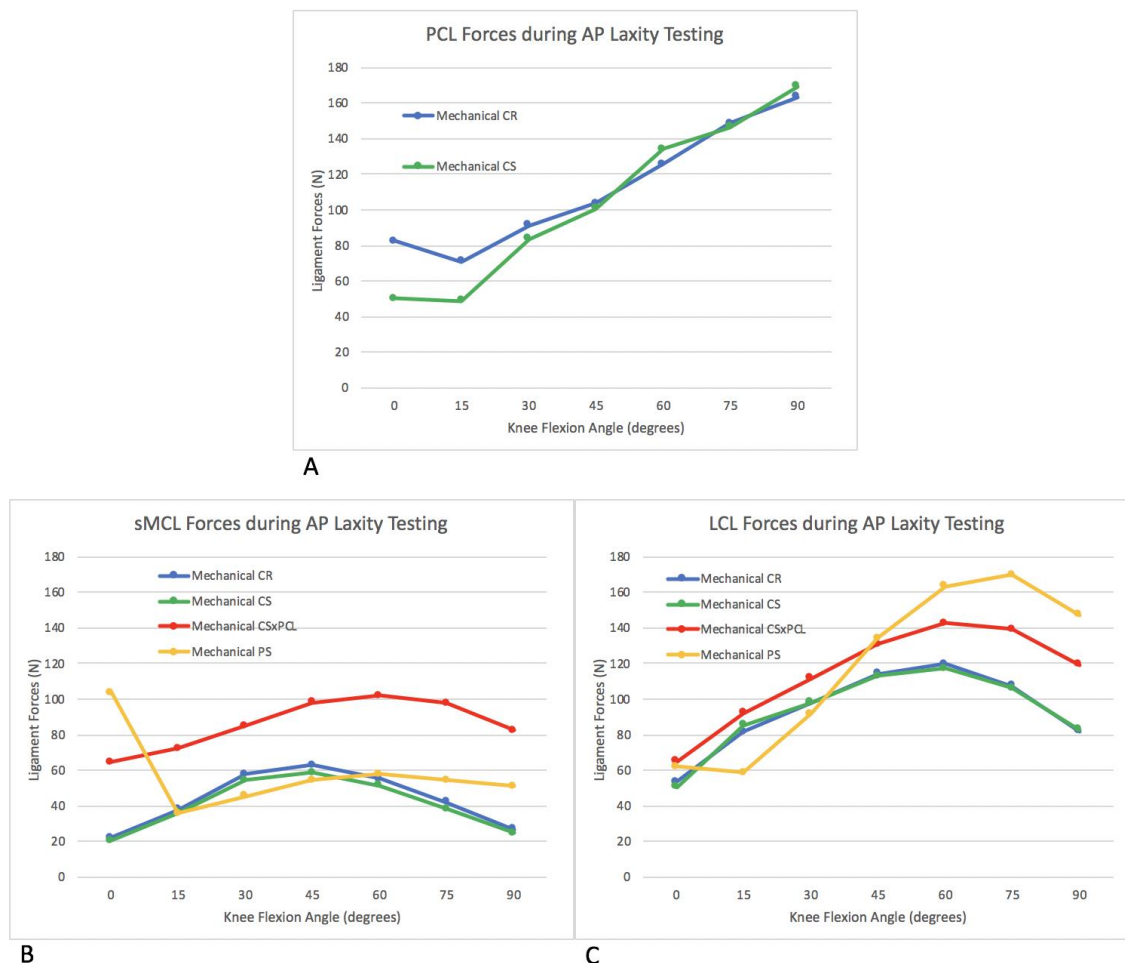 PCL Forces during AP Laxity Testing
180
160
140
120
100
80
60
40
20
0
Ligament Forces (N)
Mechanical CR
Mechanical CS
0 15 30 45 60 75 90
Knee Flexion Angle (degrees)
A
sMCL Forces during AP Laxity Testing
180
160
140
120
100
80
60
40
20
0
Ligament Forces (N)
Mechanical CR
Mechanical CS
Mechanical CSxPCL
Mechanical PS
0 15 30 45 60 75 90
Knee Flexion Angle (degrees)
B
LCL Forces during AP Laxity Testing
180
160
140
120
100
80
60
40
20
0
Ligament Forces (N)
Mechanical CR
Mechanical CS
Mechanical CSxPCL
Mechanical PS
0 15 30 45 60 75 90
Knee Flexion Angle (degrees)
C